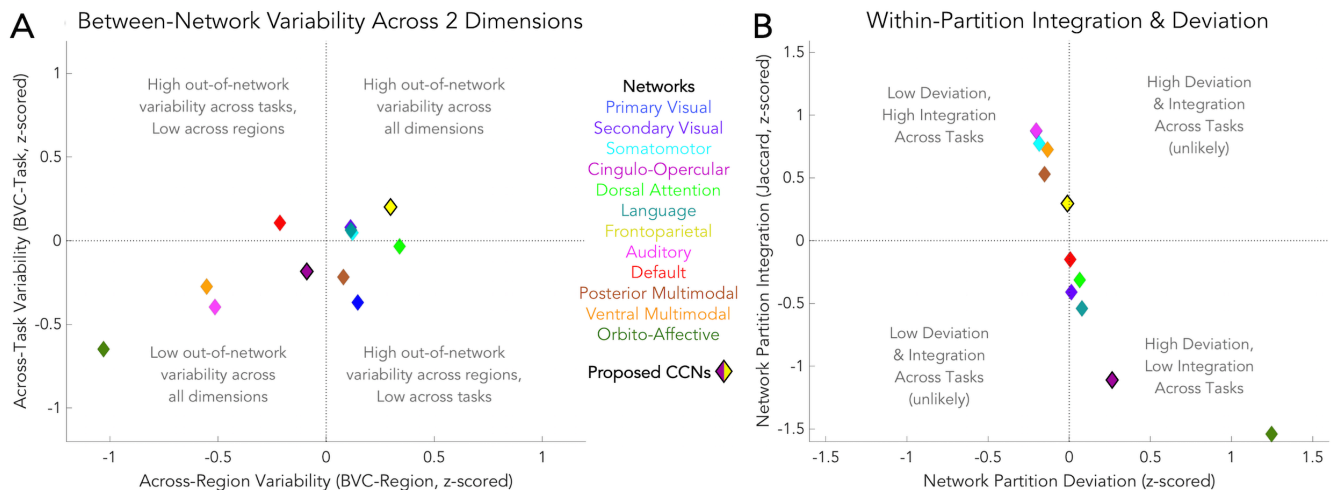 A
Between-Network Variability Across 2 Dimensions
Across-Task Variability (BVC-Task, z-scored)
1
0.5
0
-0.5
-1
High out-of-network
variability across tasks,
Low across regions
High out-of-network
variability across
all dimensions
Low out-of-network
variability across
all dimensions
High out-of-network
variability across regions,
Low across tasks
-1
-0.5
0
0.5
1
Across-Region Variability (BVC-Region, z-scored)
Networks
Primary Visual
Secondary Visual
Somatomotor
Cingulo-Opercular
Dorsal Attention
Language
Frontoparietal
Auditory
Default
Posterior Multimodal
Ventral Multimodal
Orbito-Affective
Proposed CCNs
B
Within-Partition Integration & Deviation
Network Partition Integration (Jaccard, z-scored)
1.5
1
0.5
0
-0.5
-1
-1.5
Low Deviation,
High Integration
Across Tasks
High Deviation
& Integration
Across Tasks
(unlikely)
Low Deviation
& Integration
Across Tasks
(unlikely)
High Deviation,
Low Integration
Across Tasks
-1.5
-1
-0.5
0
0.5
1
1.5
Network Partition Deviation (z-scored)